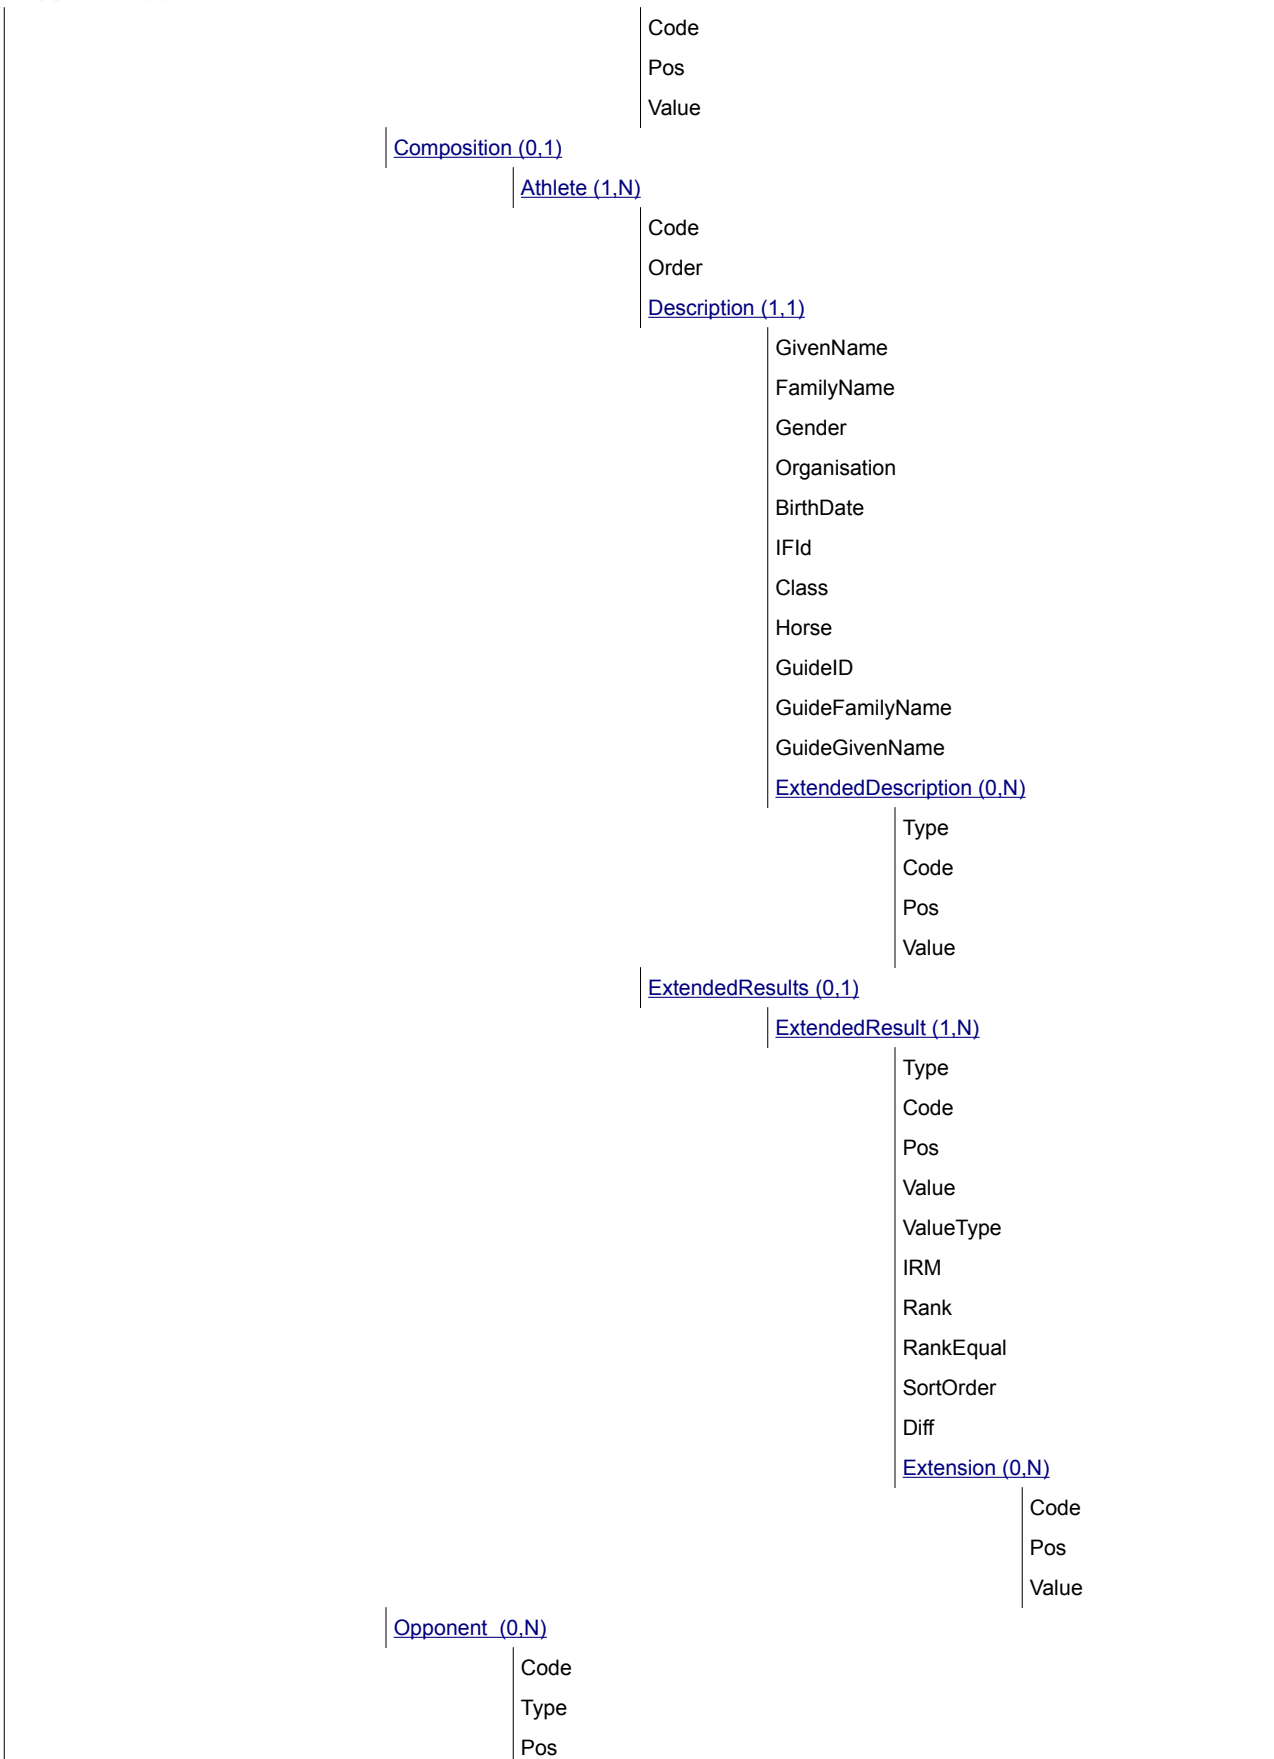 Code
Pos
Value
Composition (0,1)
Athlete (1,N)
Code
Order
Description (1,1)
GivenName
FamilyName
Gender
Organisation
BirthDate
IFId
Class
Horse
GuideID
GuideFamilyName
GuideGivenName
ExtendedDescription (0,N)
Type
Code
Pos
Value
ExtendedResults (0,1)
ExtendedResult (1,N)
Type
Code
Pos
Value
ValueType
IRM
Rank
RankEqual
SortOrder
Diff
Extension (0,N)
Code
Pos
Value
Opponent  (0,N)
Code
Type
Pos